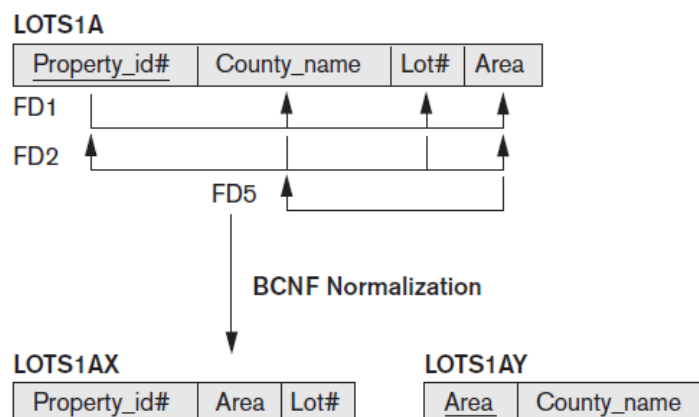 LOTS1A
Property_id# County_name Lot# Area
FD1
FD2
FD5
BCNF Normalization
LOTS1AX LOTS1AY
Property_id# Area Lot# Area County_name